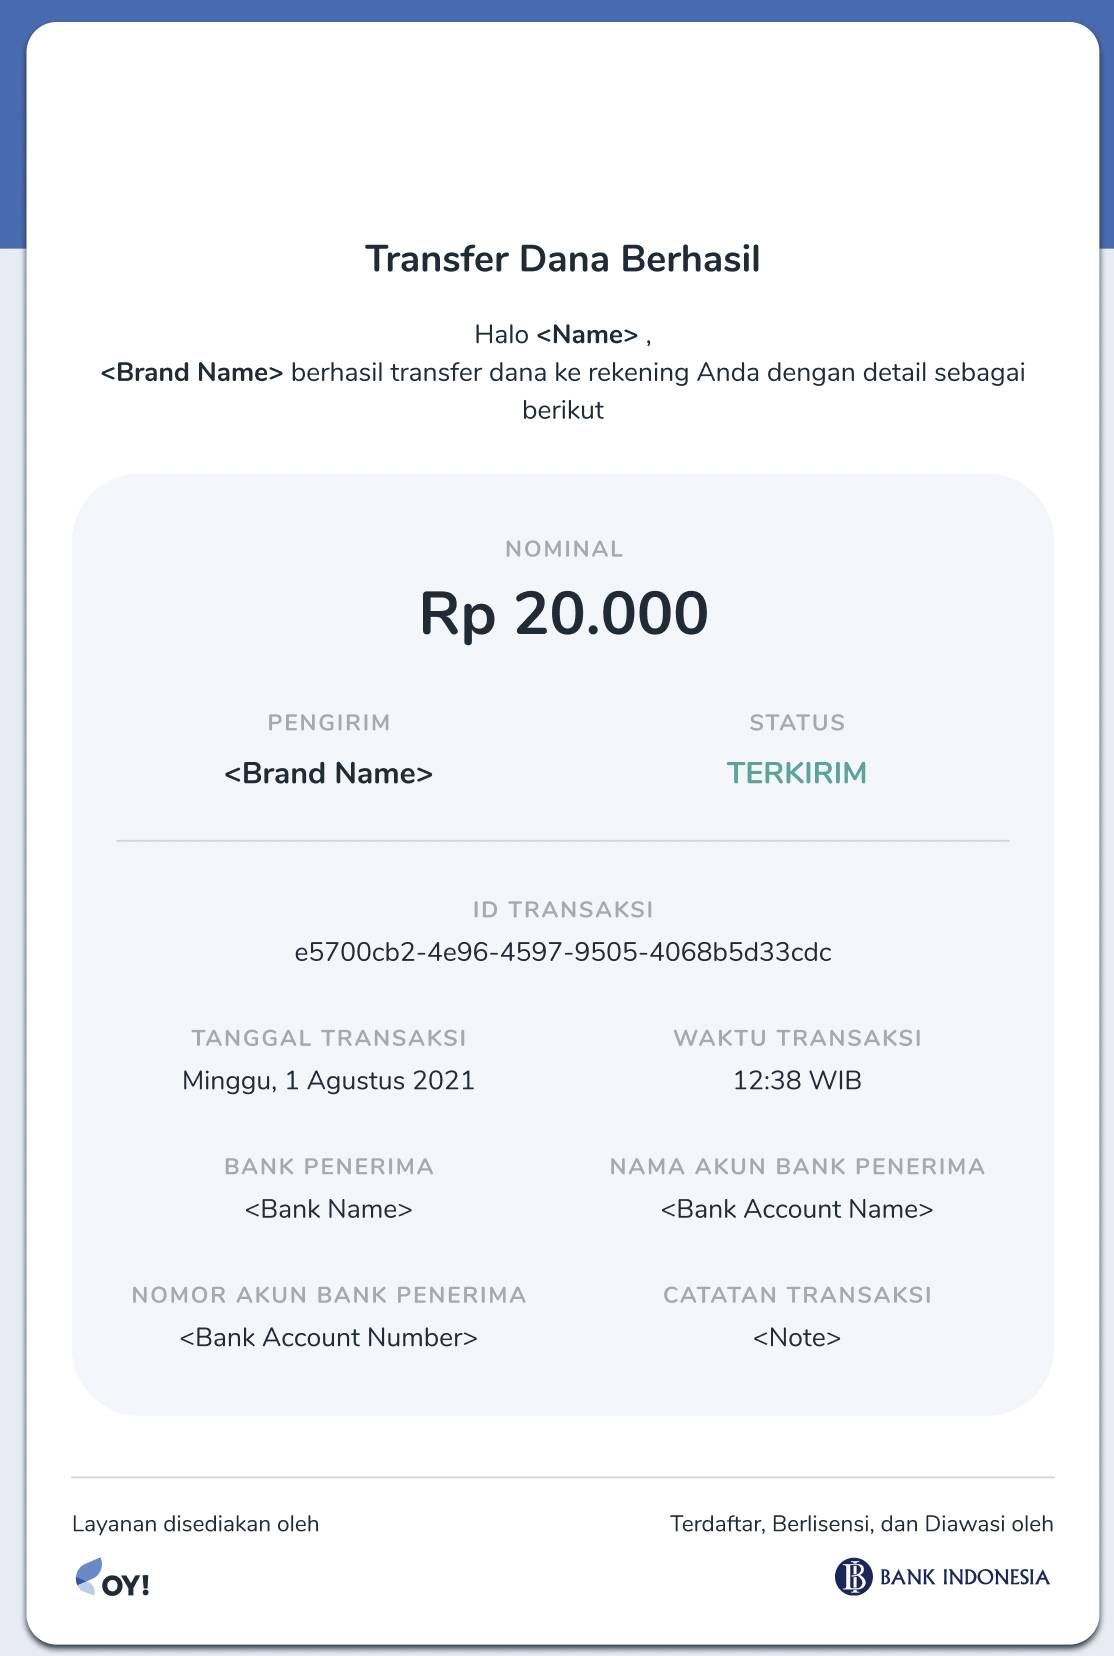 Transfer Dana Berhasil
Halo <Name> ,
<Brand Name> berhasil transfer dana ke rekening Anda dengan detail sebagai
berikut
NOMINAL
Rp 20.000
PENGIRIM
<Brand Name>
STATUS
TERKIRIM
ID TRANSAKSI
e5700cb2-4e96-4597-9505-4068b5d33cdc
TANGGAL TRANSAKSI
Minggu, 1 Agustus 2021
WAKTU TRANSAKSI
12:38 WIB
BANK PENERIMA
<Bank Name>
NAMA AKUN BANK PENERIMA
<Bank Account Name>
NOMOR AKUN BANK PENERIMA
<Bank Account Number>
CATATAN TRANSAKSI
<Note>
Layanan disediakan oleh
OY!
Terdaftar, Berlisensi, dan Diawasi oleh
BANK INDONESIA